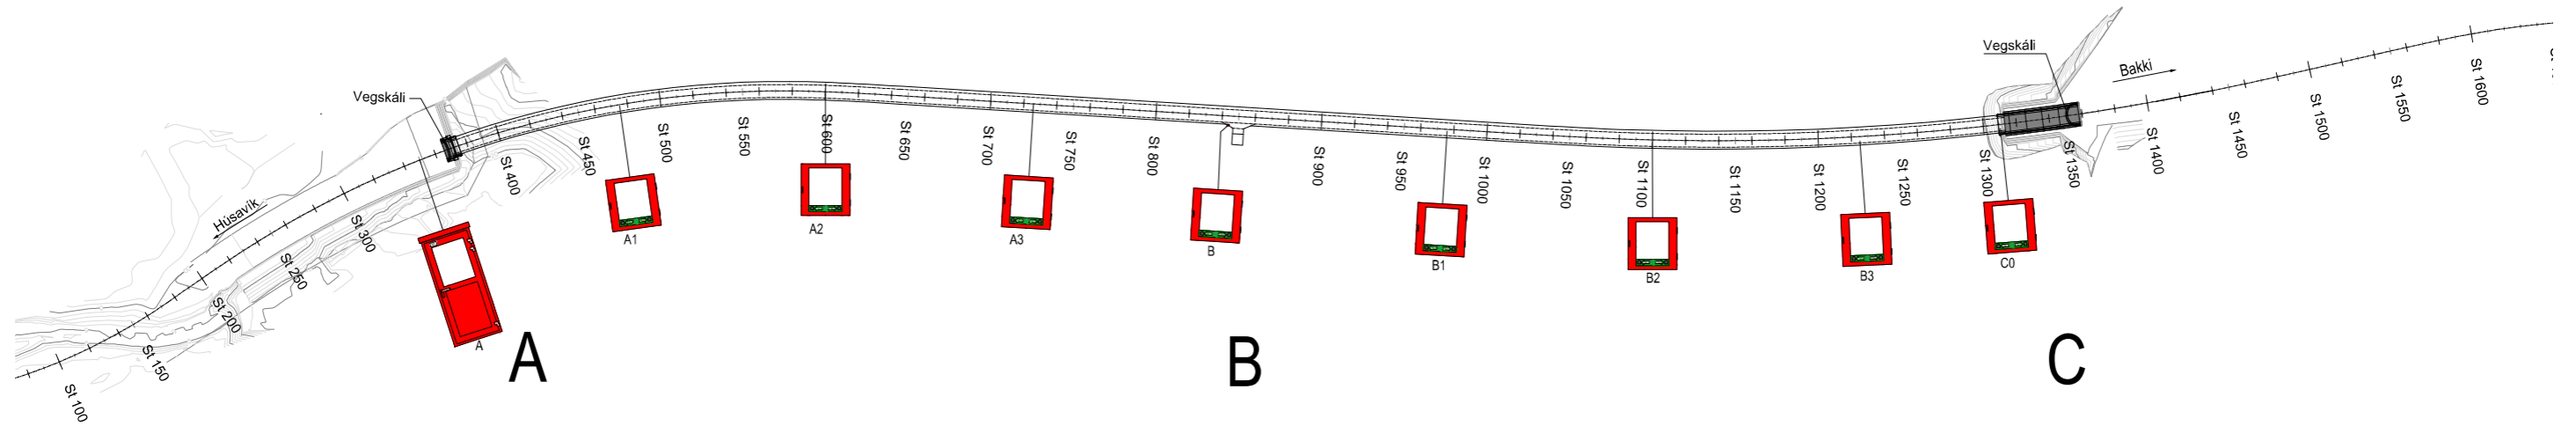 Vegskáli
Vegskáli
Bakki
Húsavík
St 100
St 150
St 200
St 250
St 300
St 400
St 450
St 500
St 550
St 600
St 650
St 700
St 750
St 800
St 900
St 950
St 1000
St 1050
St 1100
St 1150
St 1200
St 1250
St 1300
St 1350
St 1400
St 1450
St 1500
St 1550
St 1600
A
A1
A2
A3
B
B1
B2
B3
C0
A
B
C